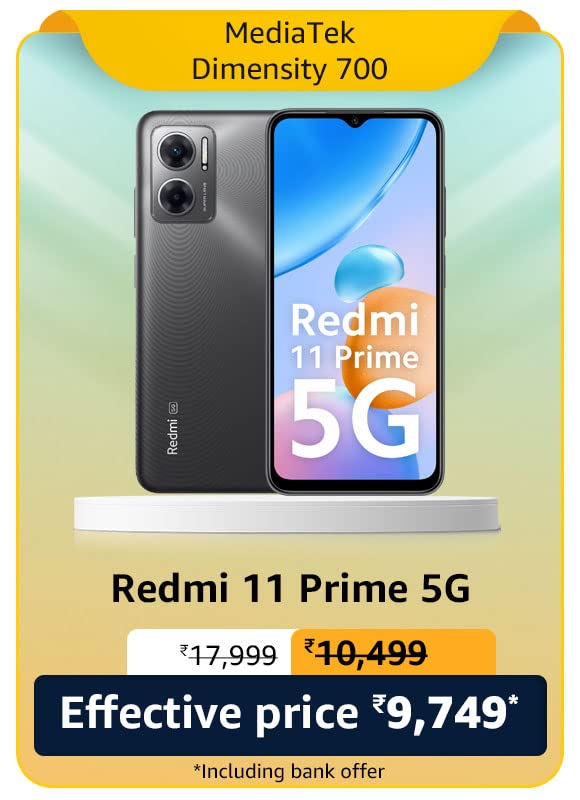 MediaTek
Dimensity 700
Redmi 5G
Redmi
11 Prime
5G
Redmi 11 Prime 5G
₹17,999 ₹10,499
Effective price ₹9,749*
*Including bank offer